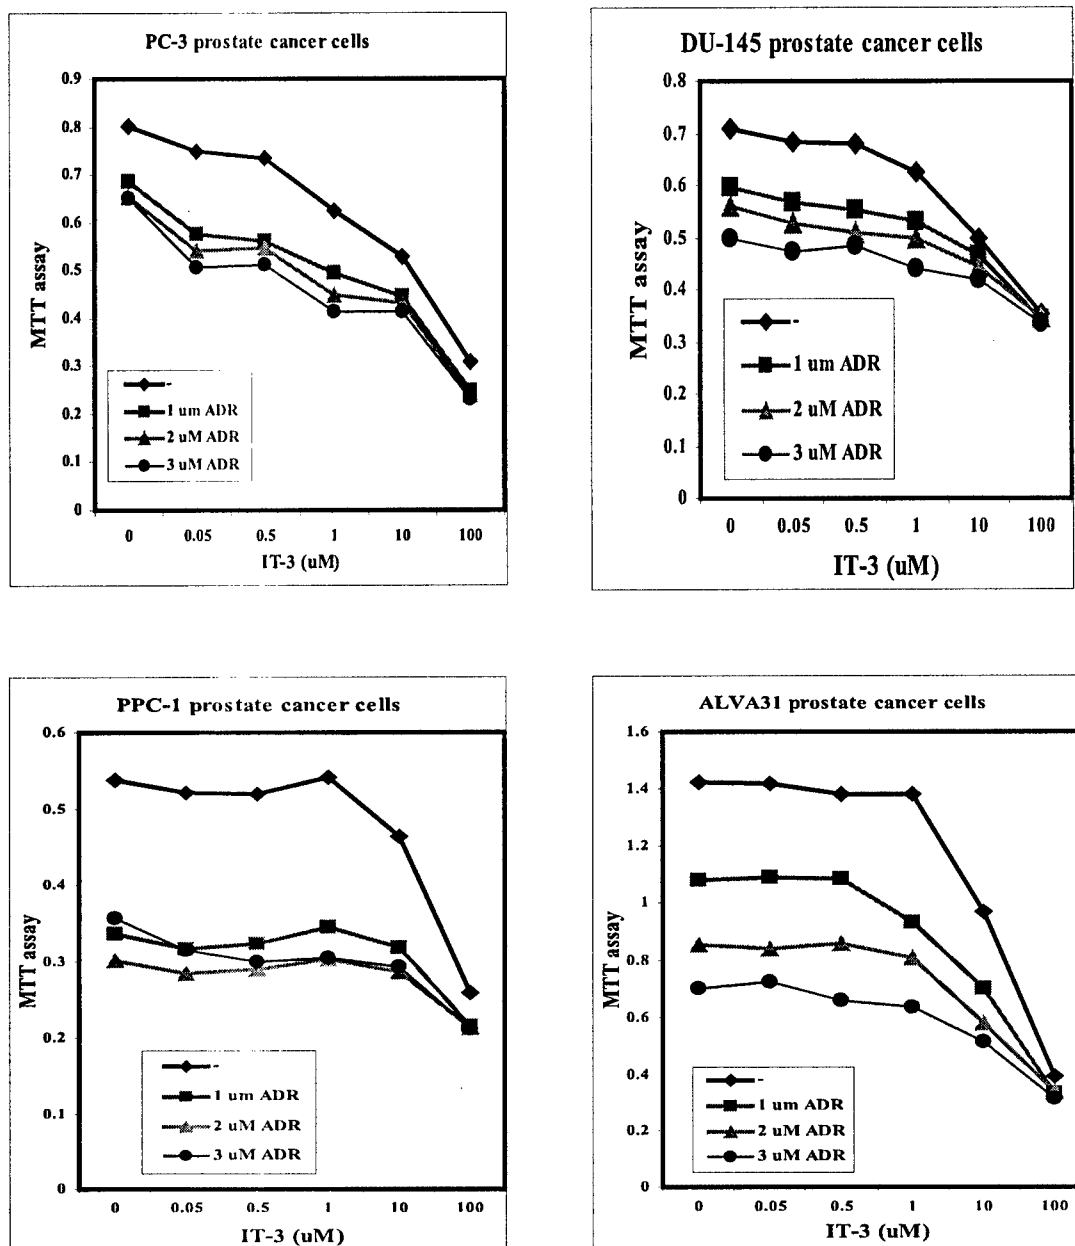 PC-3 prostate cancer cells
0.9
0.8
0.7
0.6
0.5
0.4
0.3
0.2
0.1
0
MTT assay
-
1 um ADR
2 uM ADR
3 uM ADR
0 0.05 0.5 1 10 100
IT-3 (uM)
DU-145 prostate cancer cells
0.8
0.7
0.6
0.5
0.4
0.3
0.2
0.1
0
MTT assay
-
1 um ADR
2 uM ADR
3 uM ADR
0 0.05 0.5 1 10 100
IT-3 (uM)
PPC-1 prostate cancer cells
0.6
0.5
0.4
0.3
0.2
0.1
0
MTT assay
-
1 um ADR
2 uM ADR
3 uM ADR
0 0.05 0.5 1 10 100
IT-3 (uM)
ALVA31 prostate cancer cells
1.6
1.4
1.2
1
0.8
0.6
0.4
0.2
0
MTT assay
-
1 um ADR
2 uM ADR
3 uM ADR
0 0.05 0.5 1 10 100
IT-3 (uM)